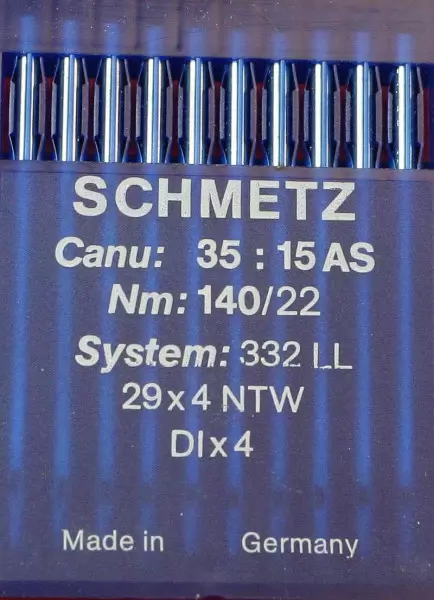 SCHMETZ
Canu: 35 : 15 AS
Nm: 140/22
System: 332 LL
29 x 4 NTW
DI x 4
Made in Germany